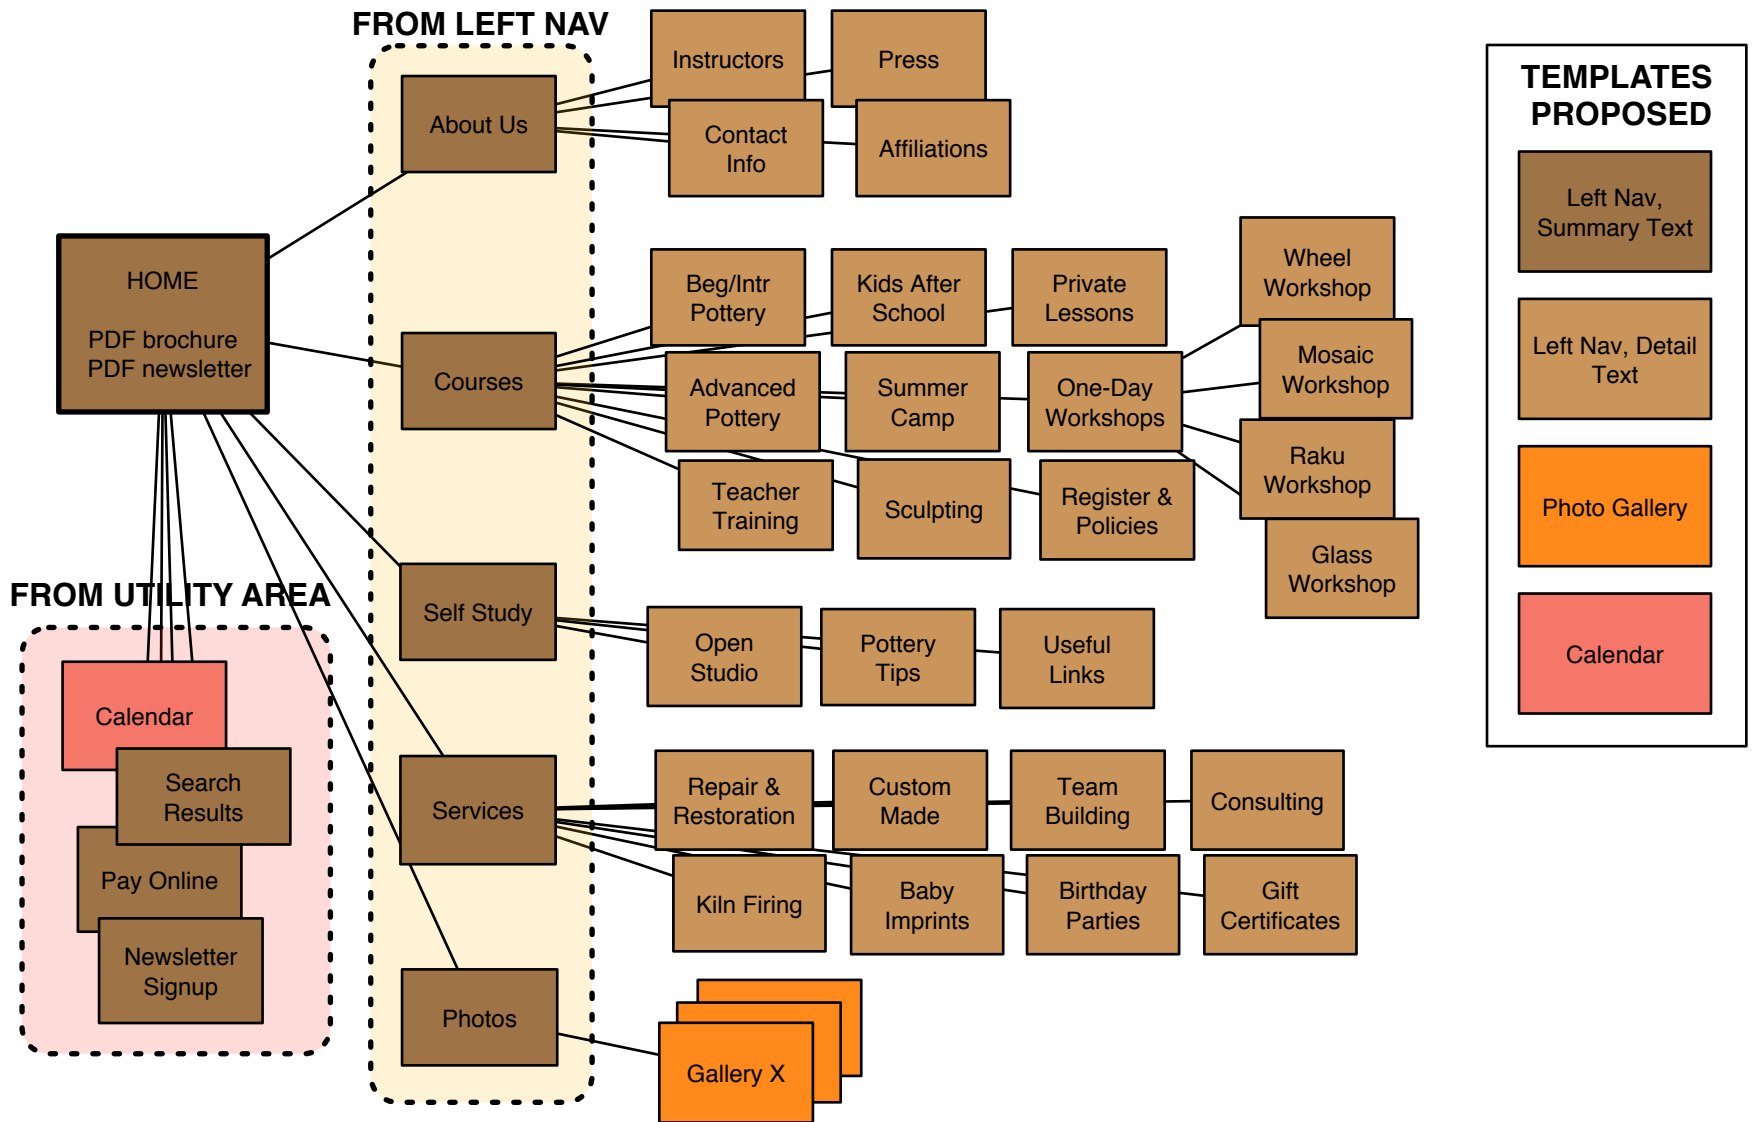 FROM LEFT NAV
About Us
Instructors
Press
Contact
Info
Affiliations
HOME
PDF brochure
PDF newsletter
Courses
Beg/Intr
Pottery
Kids After
School
Private
Lessons
Advanced
Pottery
Summer
Camp
One-Day
Workshops
Teacher
Training
Sculpting
Register &
Policies
Wheel
Workshop
Mosaic
Workshop
Raku
Workshop
Glass
Workshop
Self Study
Open
Studio
Pottery
Tips
Useful
Links
Services
Repair &
Restoration
Custom
Made
Team
Building
Consulting
Kiln Firing
Baby
Imprints
Birthday
Parties
Gift
Certificates
Photos
Gallery X
FROM UTILITY AREA
Calendar
Search
Results
Pay Online
Newsletter
Signup
TEMPLATES
PROPOSED
Left Nav,
Summary Text
Left Nav, Detail
Text
Photo Gallery
Calendar